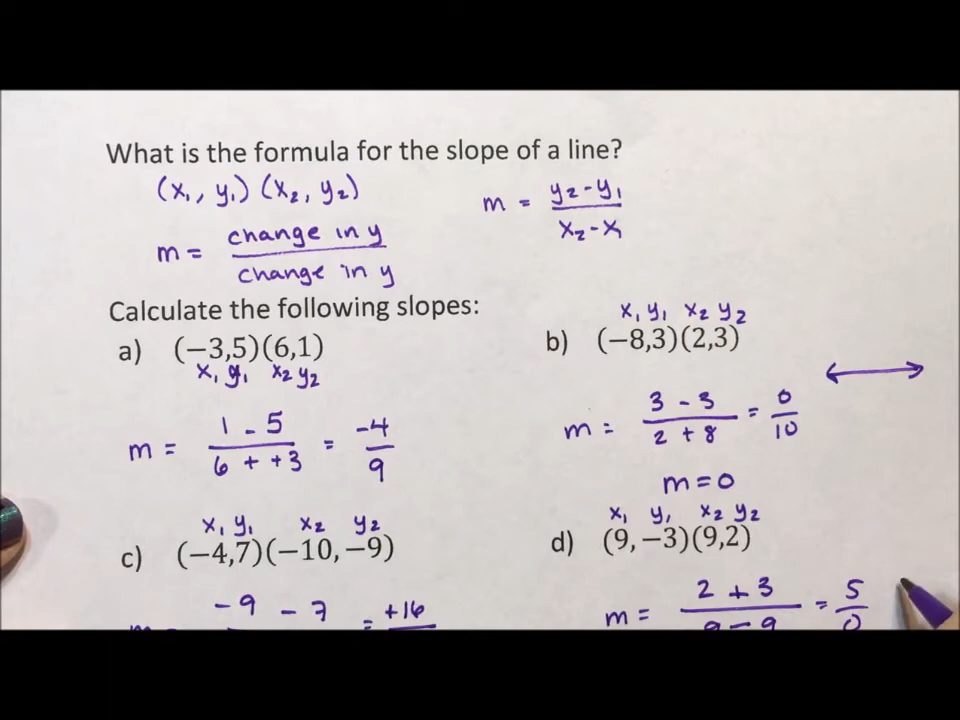 What is the formula for the slope of a line?
(x₁, y₁) (x₂, y₂)
m = change in y / change in y
m = y₂-y₁ / x₂-x₁
Calculate the following slopes:
a) (−3,5)(6,1)
x₁ y₁ x₂ y₂
m = 1 - 5 / 6 + +3 = -4 / 9
x₁ y₁ x₂ y₂
b) (−8,3)(2,3)
m = 3 - 3 / 2 + 8 = 0 / 10
m = 0
x₁ y₁ x₂ y₂
c) (−4,7)(−10,−9)
-9 - 7 = +16
x₁ y₁ x₂ y₂
d) (9,−3)(9,2)
m = 2 + 3 / 9 - 9 = 5 / 0